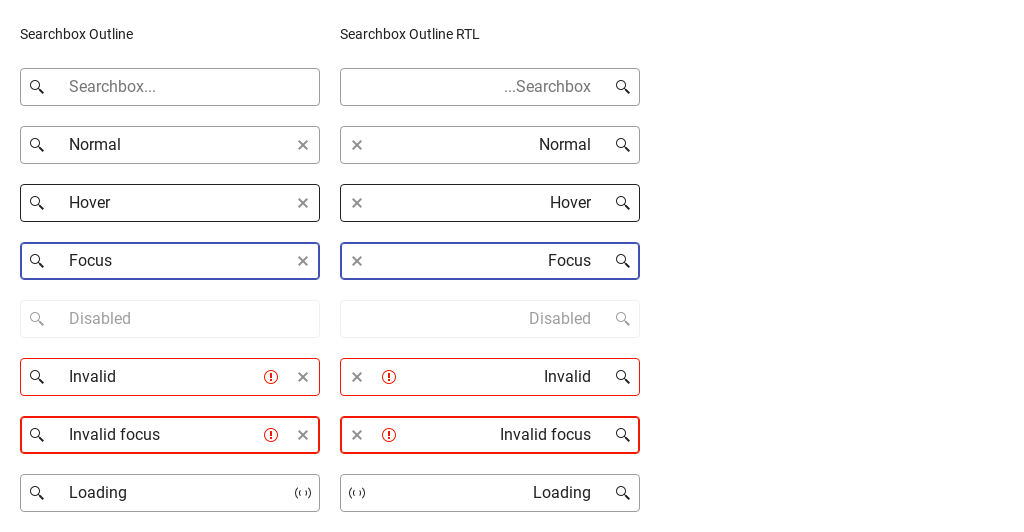 Searchbox Outline
Searchbox...
Normal
Hover
Focus
Disabled
Invalid
Invalid focus
Loading
Searchbox Outline RTL
...Searchbox
Normal
Hover
Focus
Disabled
Invalid
Invalid focus
Loading